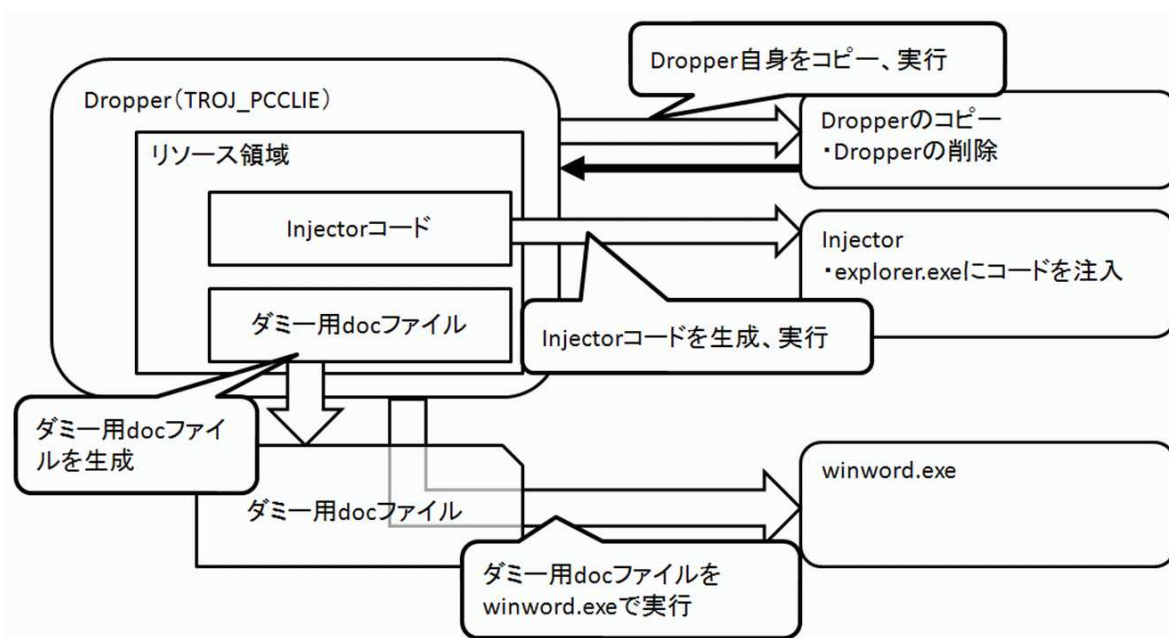 Dropper自身をコピー、実行
Dropper（TROJ_PCCLIE）
Dropperのコピー
・Dropperの削除
リソース領域
Injectorコード
Injector
・explorer.exeにコードを注入
ダミー用docファイル
Injectorコードを生成、実行
ダミー用docファイ
ルを生成
ダミー用docファイル
winword.exe
ダミー用docファイルを
winword.exeで実行